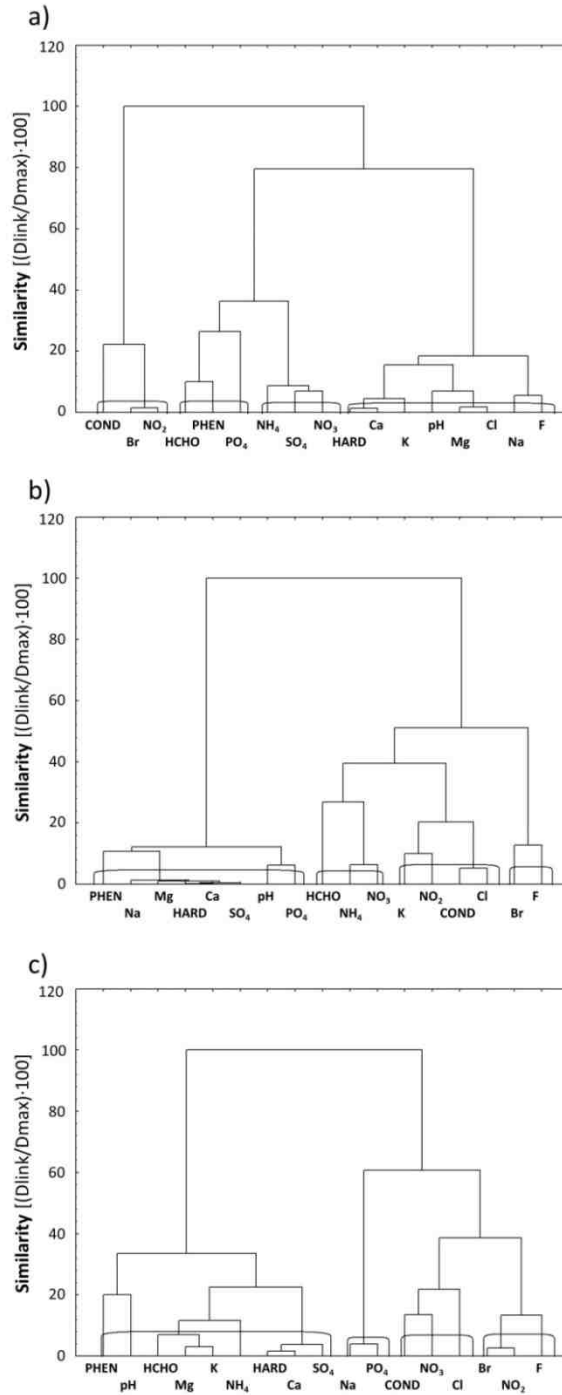 a)
120
100
80
60
40
20
0
Similarity [(Dlink/Dmax)·100]
COND NO₂ PHEN NH₄ NO₃ Ca pH Cl F
Br HCHO PO₄ SO₄ HARD K Mg Na
b)
120
100
80
60
40
20
0
Similarity [(Dlink/Dmax)·100]
PHEN Mg Ca pH HCHO NO₃ NO₂ Cl F
Na HARD SO₄ PO₄ NH₄ K COND Br
c)
120
100
80
60
40
20
0
Similarity [(Dlink/Dmax)·100]
PHEN HCHO K HARD SO₄ PO₄ NO₃ Br F
pH Mg NH₄ Ca Na COND Cl NO₂